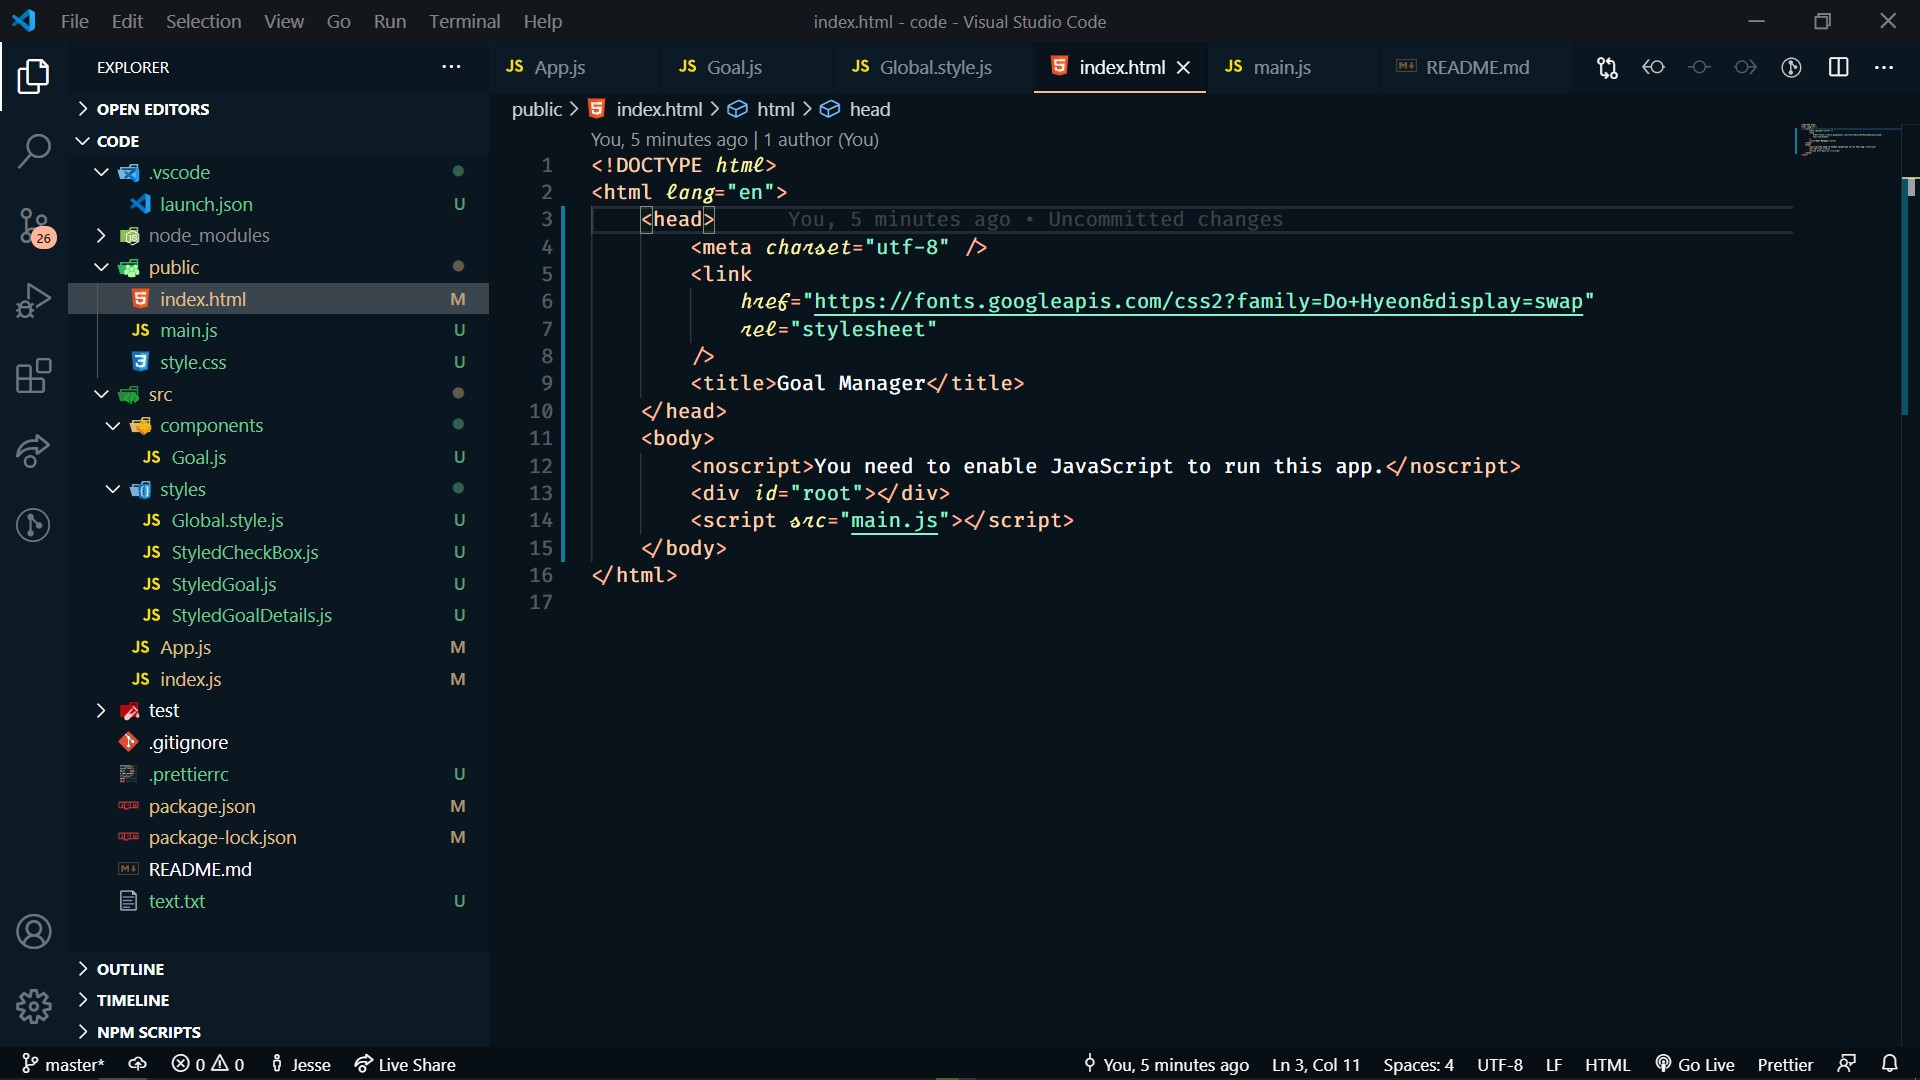 File Edit Selection View Go Run Terminal Help
index.html - code - Visual Studio Code
EXPLORER
OPEN EDITORS
CODE
.vscode
launch.json U
node_modules
public
index.html M
main.js U
style.css U
src
components
Goal.js U
styles
Global.style.js U
StyledCheckBox.js U
StyledGoal.js U
StyledGoalDetails.js U
App.js M
index.js M
test
.gitignore
.prettierrc U
package.json M
package-lock.json M
README.md
text.txt U
OUTLINE
TIMELINE
NPM SCRIPTS
26
JS App.js JS Goal.js JS Global.style.js index.html JS main.js README.md
public > index.html > html > head
You, 5 minutes ago | 1 author (You)
1 <!DOCTYPE html>
2 <html lang="en">
3 <head> You, 5 minutes ago • Uncommitted changes
4 <meta charset="utf-8" />
5 <link
6 href="https://fonts.googleapis.com/css2?family=Do+Hyeon&display=swap"
7 rel="stylesheet"
8 />
9 <title>Goal Manager</title>
10 </head>
11 <body>
12 <noscript>You need to enable JavaScript to run this app.</noscript>
13 <div id="root"></div>
14 <script src="main.js"></script>
15 </body>
16 </html>
17
master* 0 0 Jesse Live Share You, 5 minutes ago Ln 3, Col 11 Spaces: 4 UTF-8 LF HTML Go Live Prettier